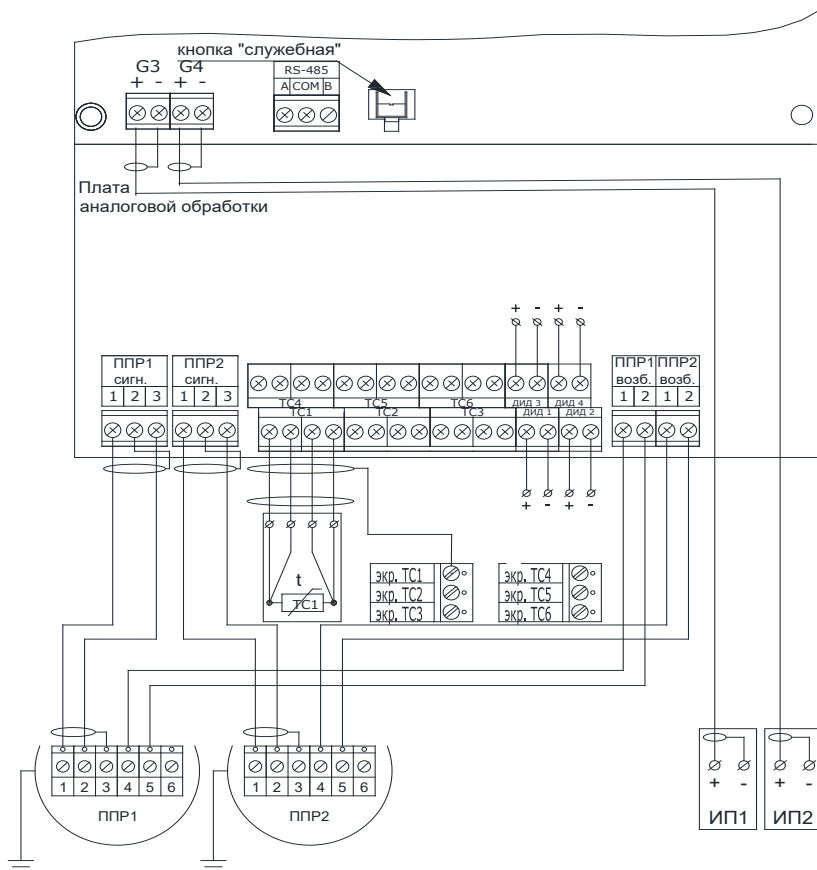 кнопка "служебная"
G3 G4
+ - + -
RS-485
A COM B
Плата
аналоговой обработки
+ - + -
ППР1 ППР2
сигн. сигн.
1 2 3 1 2 3
ППР1 ППР2
возб. возб.
1 2 1 2
ТС4 ТС5 ТС6 ДИД 3 ДИД 4
ТС1 ТС2 ТС3 ДИД 1 ДИД 2
+ - + -
t
ТС1
экр. ТС1
экр. ТС2
экр. ТС3
экр. ТС4
экр. ТС5
экр. ТС6
1 2 3 4 5 6
ППР1
1 2 3 4 5 6
ППР2
+ -
ИП1
+ -
ИП2